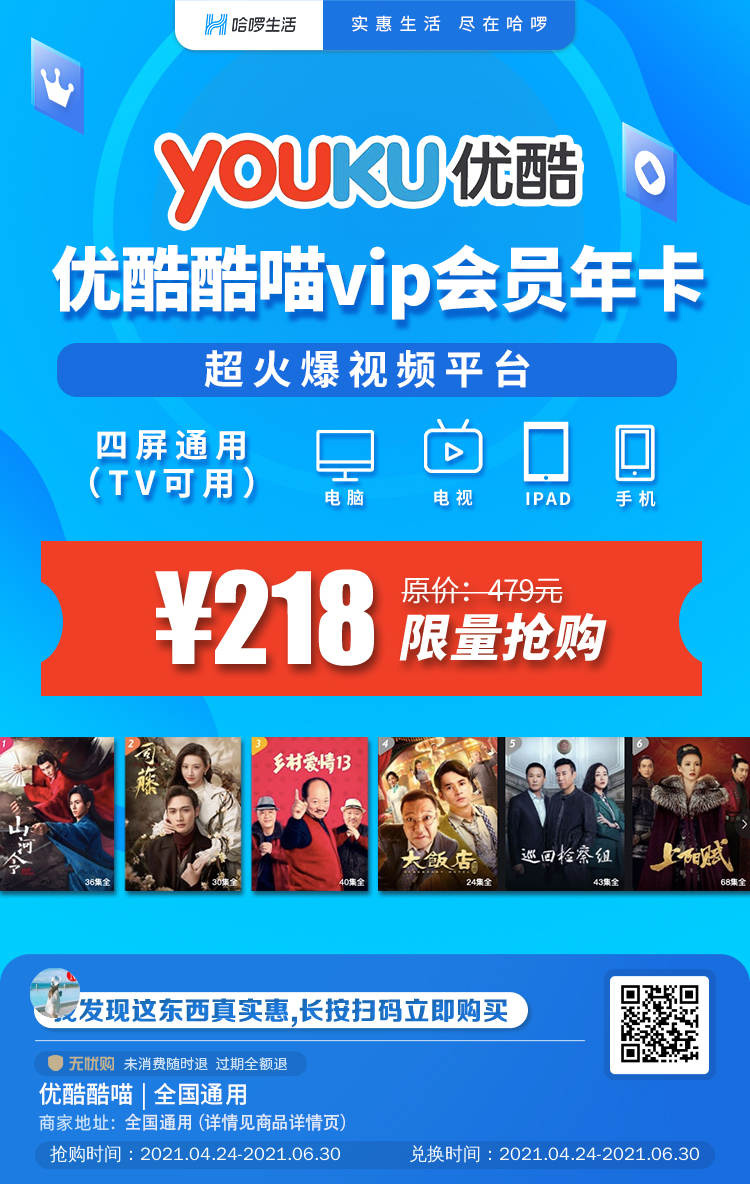 哈啰生活
实惠生活 尽在哈啰
YOUKU优酷
优酷酷喵vip会员年卡
超火爆视频平台
四屏通用
（TV可用）
电脑
电视
IPAD
手机
¥218
原价：479元
限量抢购
1
2
3
4
5
6
山河令
司藤
乡村爱情13
大饭店
巡回检察组
上阳赋
36集全
30集全
40集全
24集全
43集全
68集全
我发现这东西真实惠,长按扫码立即购买
无忧购 未消费随时退 过期全额退
优酷酷喵 | 全国通用
商家地址: 全国通用 (详情见商品详情页)
抢购时间：2021.04.24-2021.06.30
兑换时间：2021.04.24-2021.06.30